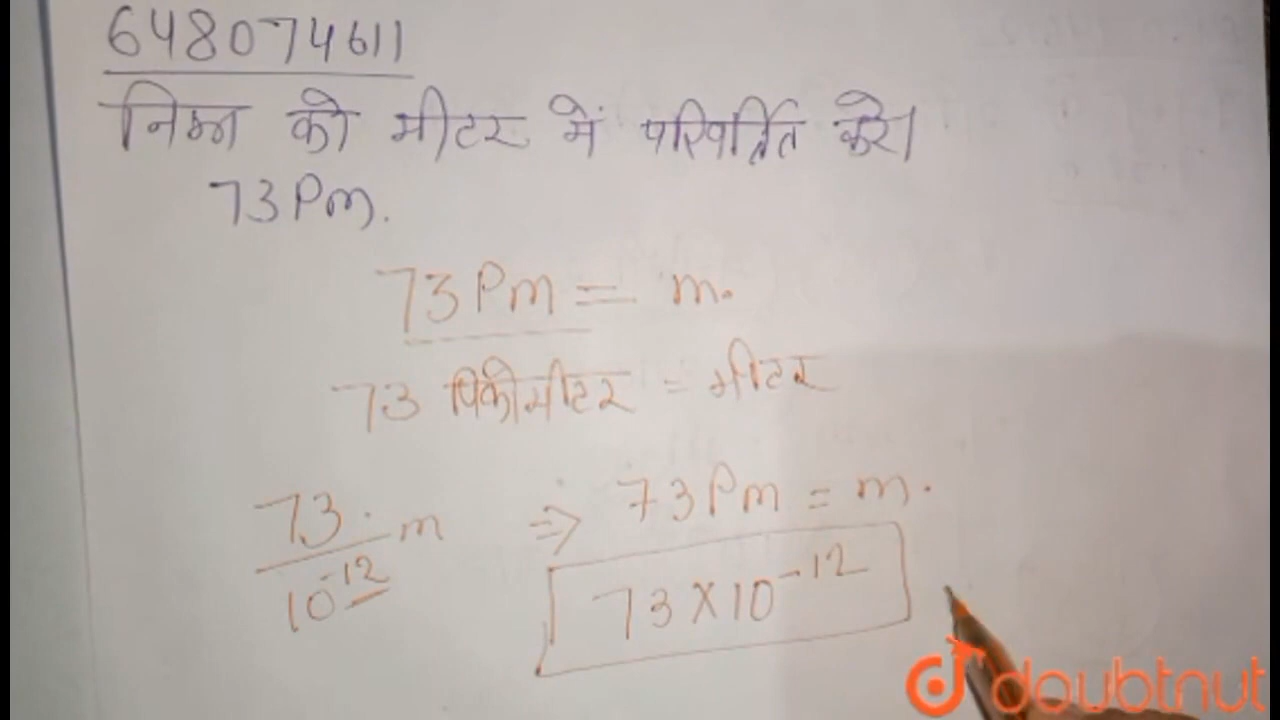 648074611
निम्न को मीटर में परिवर्तित करे।
73 Pm.
73 Pm = m.
73 पिकोमीटर = मीटर
73. / 10⁻¹² m ⇒ 73 Pm = m.
73 × 10⁻¹²
doubtnut